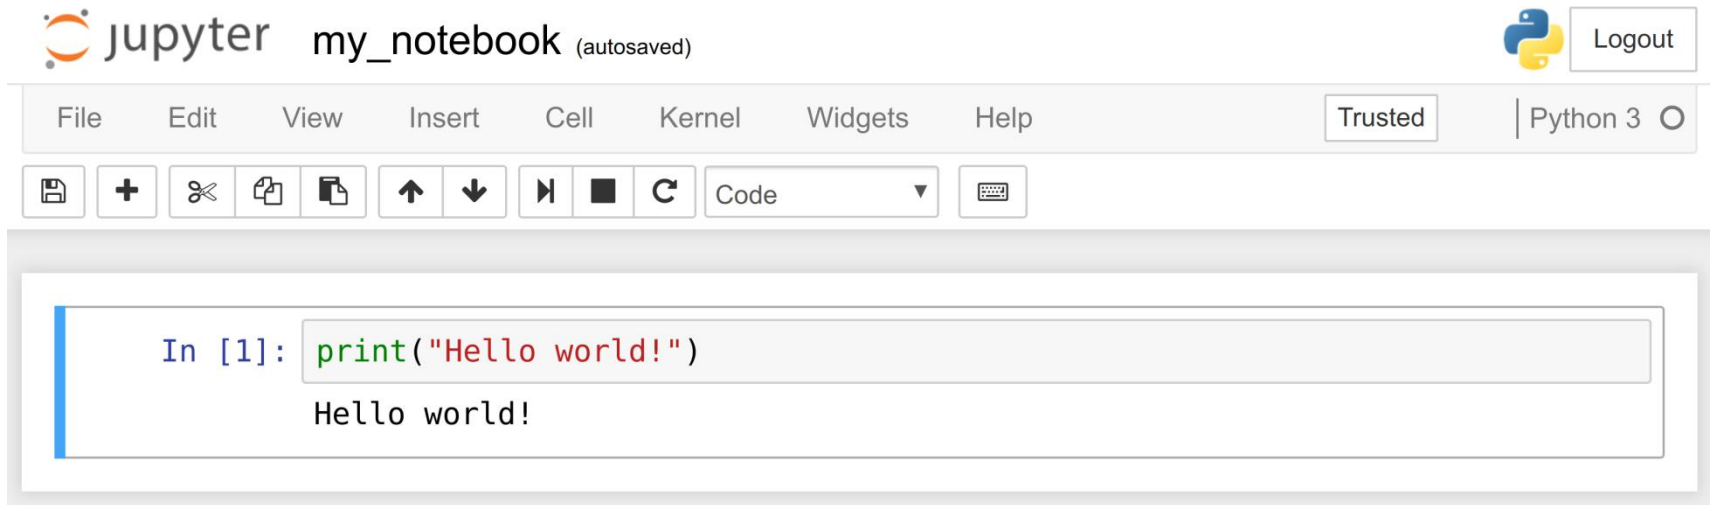 jupyter my_notebook (autosaved) Logout
File Edit View Insert Cell Kernel Widgets Help Trusted Python 3
Code
In [1]: print("Hello world!")
Hello world!